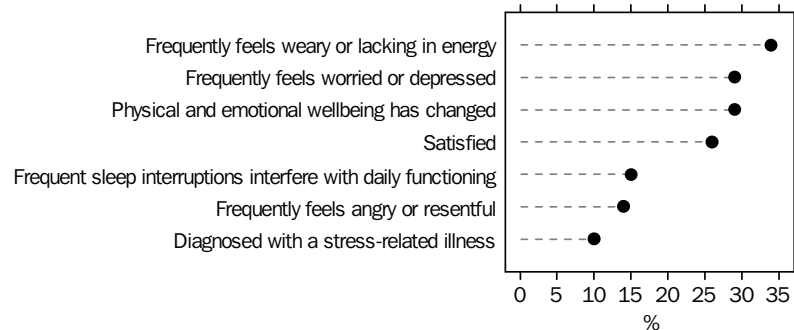 Frequently feels weary or lacking in energy
Frequently feels worried or depressed
Physical and emotional wellbeing has changed
Satisfied
Frequent sleep interruptions interfere with daily functioning
Frequently feels angry or resentful
Diagnosed with a stress-related illness
0 5 10 15 20 25 30 35
%